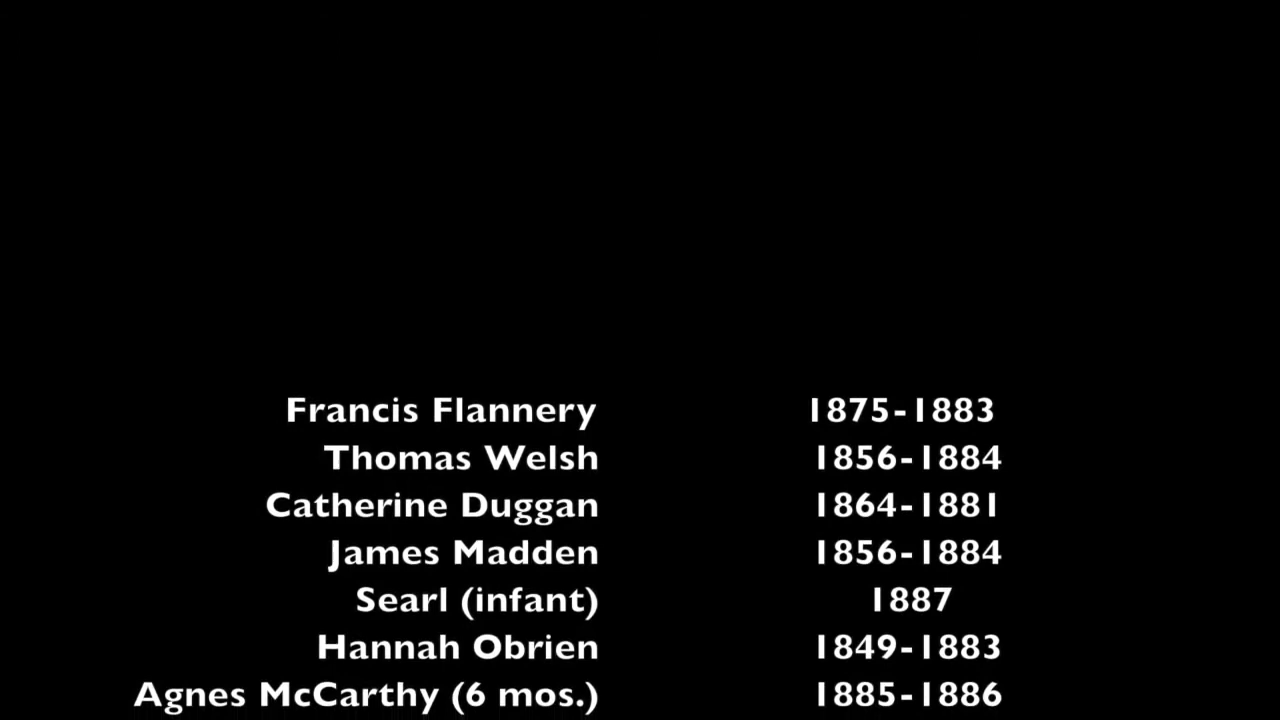 Francis Flannery 1875-1883
Thomas Welsh 1856-1884
Catherine Duggan 1864-1881
James Madden 1856-1884
Searl (infant) 1887
Hannah Obrien 1849-1883
Agnes McCarthy (6 mos.) 1885-1886